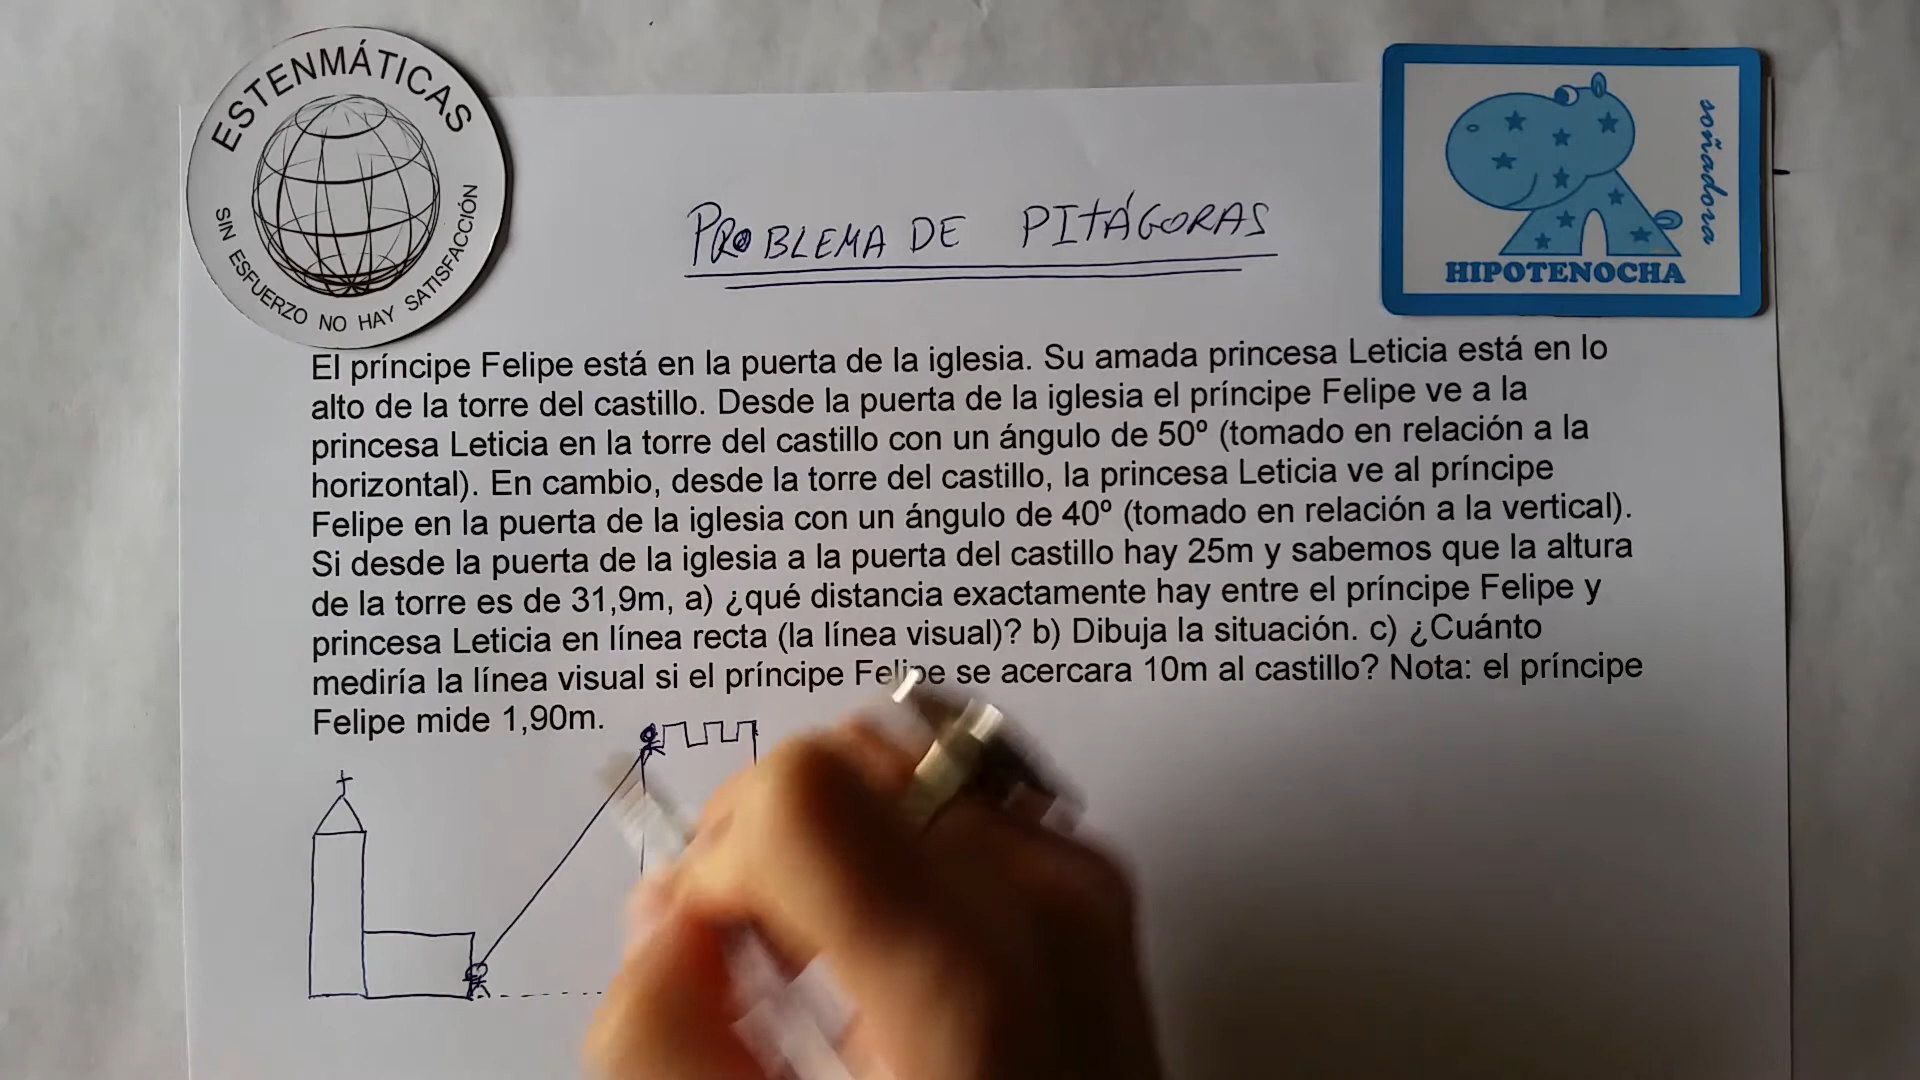 ESTENMÁTICAS
SIN ESFUERZO NO HAY SATISFACCIÓN
soñadora
HIPOTENOCHA
PROBLEMA DE PITÁGORAS
El príncipe Felipe está en la puerta de la iglesia. Su amada princesa Leticia está en lo
alto de la torre del castillo. Desde la puerta de la iglesia el príncipe Felipe ve a la
princesa Leticia en la torre del castillo con un ángulo de 50º (tomado en relación a la
horizontal). En cambio, desde la torre del castillo, la princesa Leticia ve al príncipe
Felipe en la puerta de la iglesia con un ángulo de 40º (tomado en relación a la vertical).
Si desde la puerta de la iglesia a la puerta del castillo hay 25m y sabemos que la altura
de la torre es de 31,9m, a) ¿qué distancia exactamente hay entre el príncipe Felipe y
princesa Leticia en línea recta (la línea visual)? b) Dibuja la situación. c) ¿Cuánto
mediría la línea visual si el príncipe Felipe se acercara 10m al castillo? Nota: el príncipe
Felipe mide 1,90m.